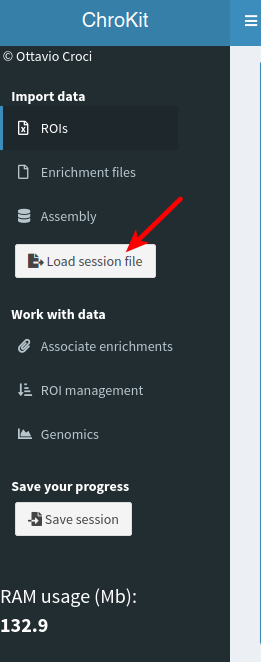 ChroKit
© Ottavio Croci
Import data
ROIs
Enrichment files
Assembly
Load session file
Work with data
Associate enrichments
ROI management
Genomics
Save your progress
Save session
RAM usage (Mb):
132.9